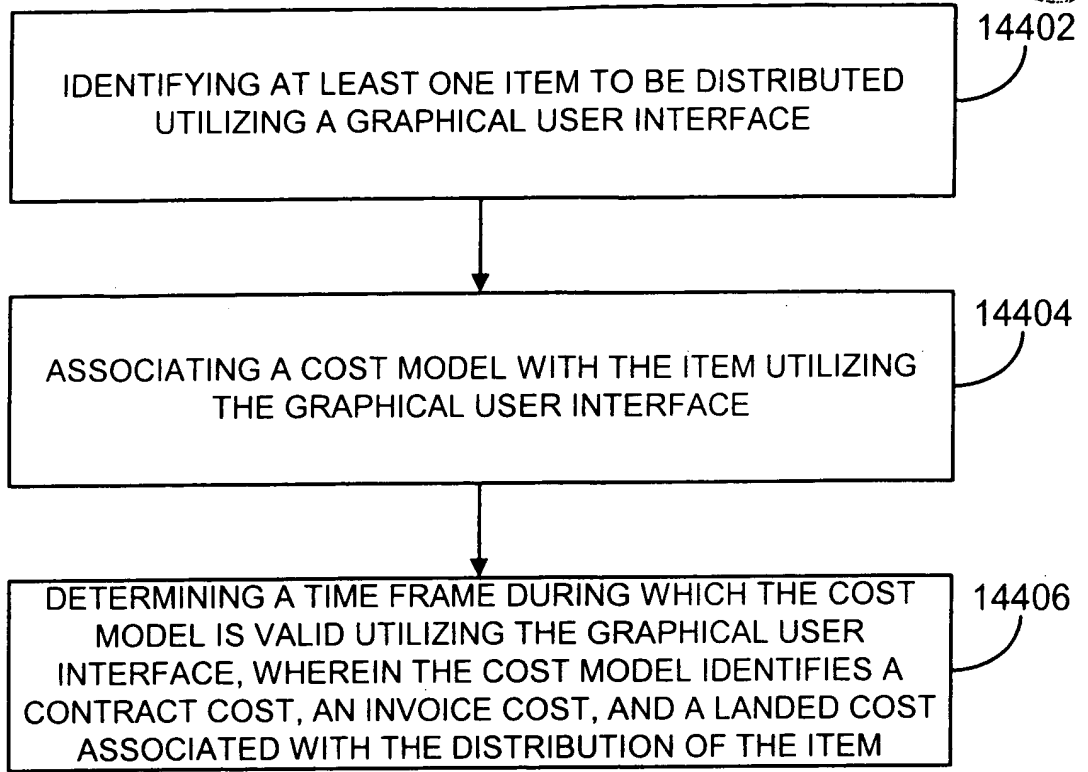 14402
IDENTIFYING AT LEAST ONE ITEM TO BE DISTRIBUTED
UTILIZING A GRAPHICAL USER INTERFACE
14404
ASSOCIATING A COST MODEL WITH THE ITEM UTILIZING
THE GRAPHICAL USER INTERFACE
14406
DETERMINING A TIME FRAME DURING WHICH THE COST
MODEL IS VALID UTILIZING THE GRAPHICAL USER
INTERFACE, WHEREIN THE COST MODEL IDENTIFIES A
CONTRACT COST, AN INVOICE COST, AND A LANDED COST
ASSOCIATED WITH THE DISTRIBUTION OF THE ITEM